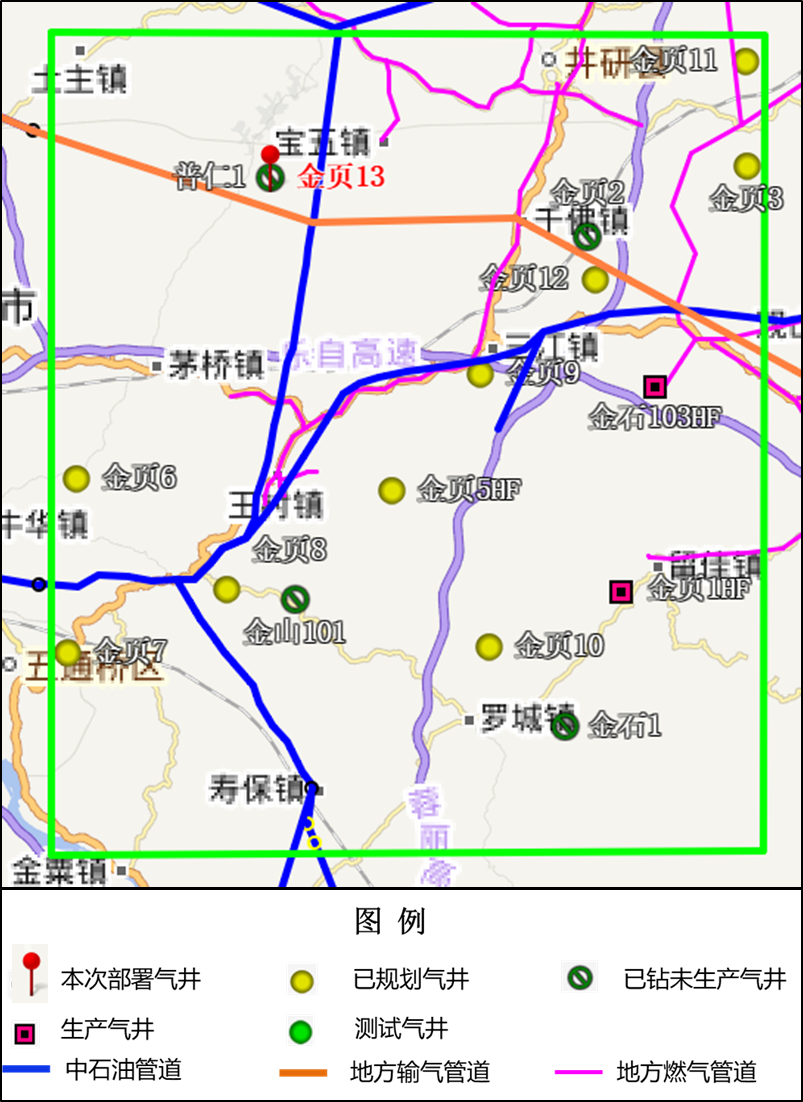 土主镇
井研县
金页11
宝五镇
普仁1
金页13
金页3
金页2
千佛镇
金页12
市
茅桥镇
乐自高速
三江镇
金页9
金石103HF
金页6
金页5HF
王村镇
牛华镇
金页8
留佳镇
金页1HF
金山101
金页7
五通桥区
金页10
罗城镇
金石1
寿保镇
蓉丽高
金粟镇
图 例
本次部署气井
已规划气井
已钻未生产气井
生产气井
测试气井
中石油管道
地方输气管道
地方燃气管道